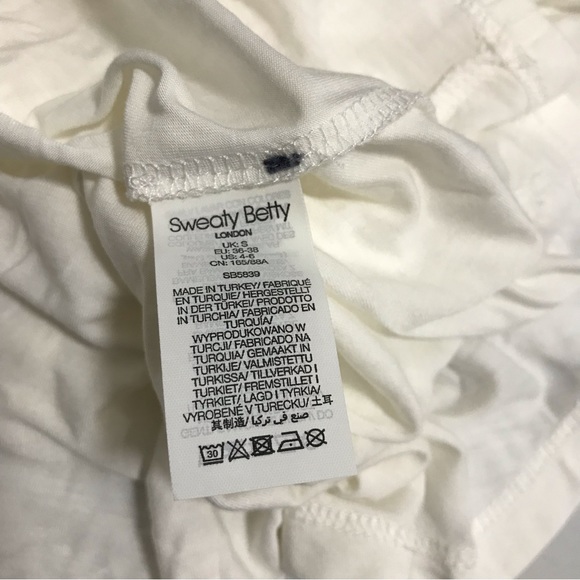 Sweaty Betty
LONDON
UK: S
EU: 36-38
US: 4-6
CN: 165/88A
SB5839
MADE IN TURKEY/ FABRIQUÉ
EN TURQUIE/ HERGESTELLT
IN DER TÜRKEI/ PRODOTTO
IN TURCHIA/ FABRICADO EN
TURQUÍA/
WYPRODUKOWANO W
TURCJI/ FABRICADO NA
TURQUIA/ GEMAAKT IN
TURKIJE/ VALMISTETTU
TURKISSA/ TILLVERKAD I
TURKIET/ FREMSTILLET I
TYRKIET/ LAGD I TYRKIA/
VYROBENÉ V TURECKU/ 土耳
其制造/ صنع في تركيا
30